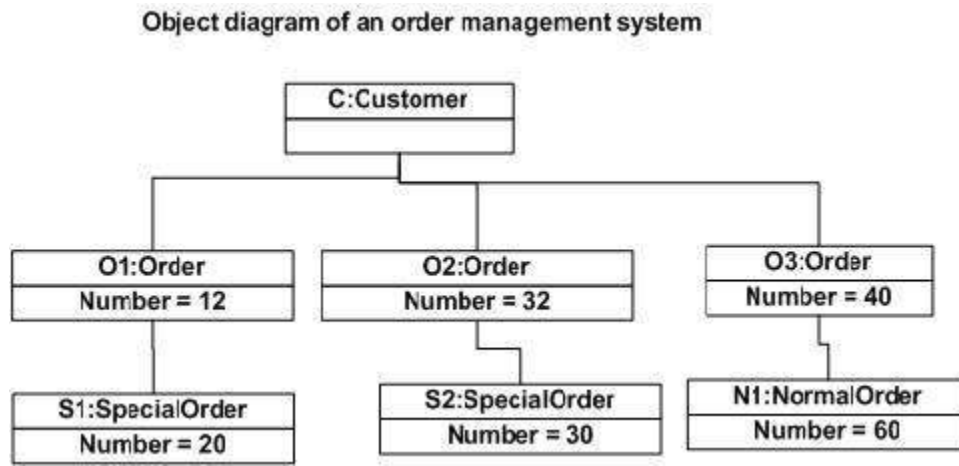 Object diagram of an order management system
C:Customer
O1:Order
Number = 12
O2:Order
Number = 32
O3:Order
Number = 40
S1:SpecialOrder
Number = 20
S2:SpecialOrder
Number = 30
N1:NormalOrder
Number = 60